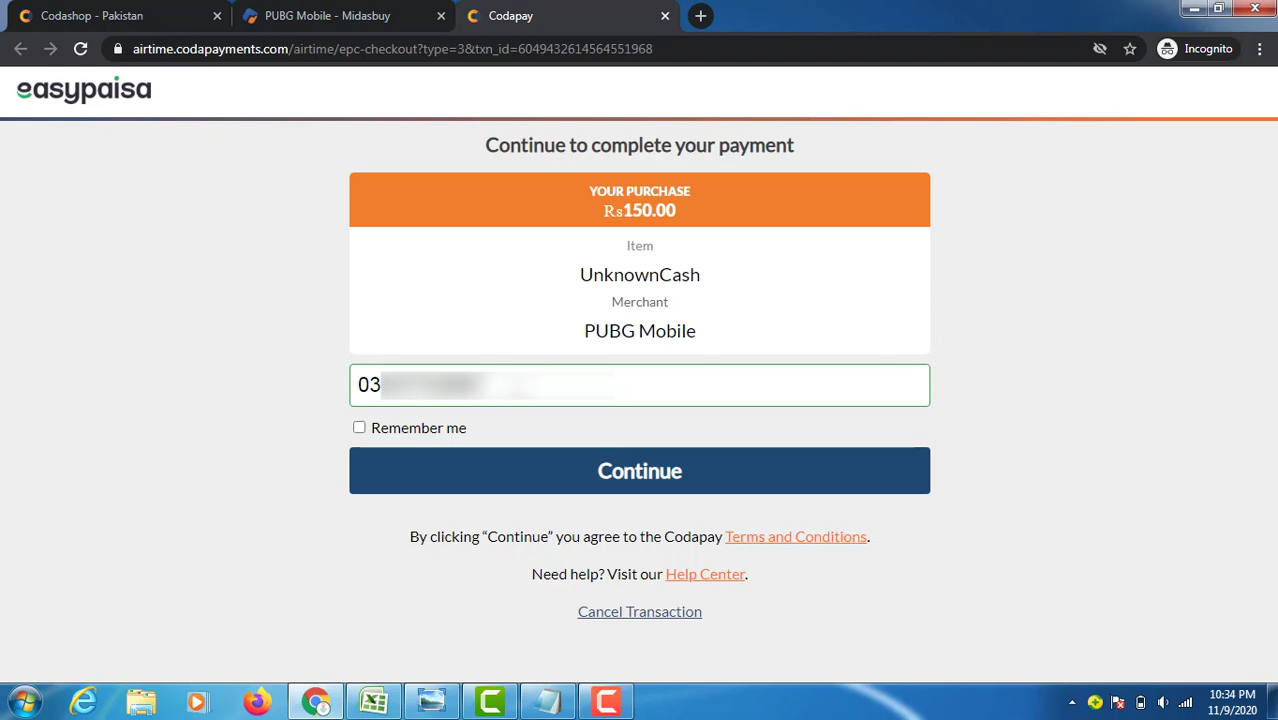 Codashop - Pakistan
PUBG Mobile - Midasbuy
Codapay
airtime.codapayments.com/airtime/epc-checkout?type=3&txn_id=6049432614564551968
Incognito
easypaisa
Continue to complete your payment
YOUR PURCHASE
Rs150.00
Item
UnknownCash
Merchant
PUBG Mobile
03
Remember me
Continue
By clicking “Continue” you agree to the Codapay Terms and Conditions.
Need help? Visit our Help Center.
Cancel Transaction
10:34 PM
11/9/2020